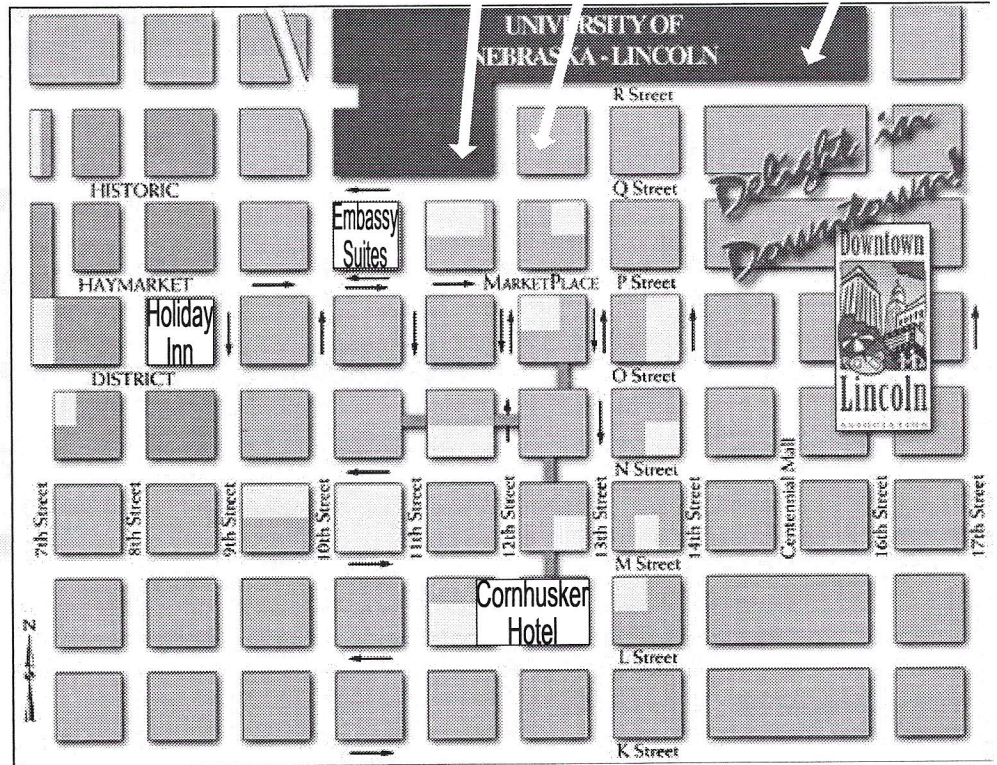 UNIVERSITY OF
NEBRASKA - LINCOLN
R Street
Delight in
Downtown!
HISTORIC
Q Street
Embassy
Suites
Downtown
HAYMARKET
MARKETPLACE
P Street
Holiday
Inn
DISTRICT
O Street
Lincoln
ASSOCIATION
N Street
7th Street
8th Street
9th Street
10th Street
11th Street
12th Street
13th Street
14th Street
Centennial Mall
16th Street
17th Street
M Street
Cornhusker
Hotel
N
L Street
K Street